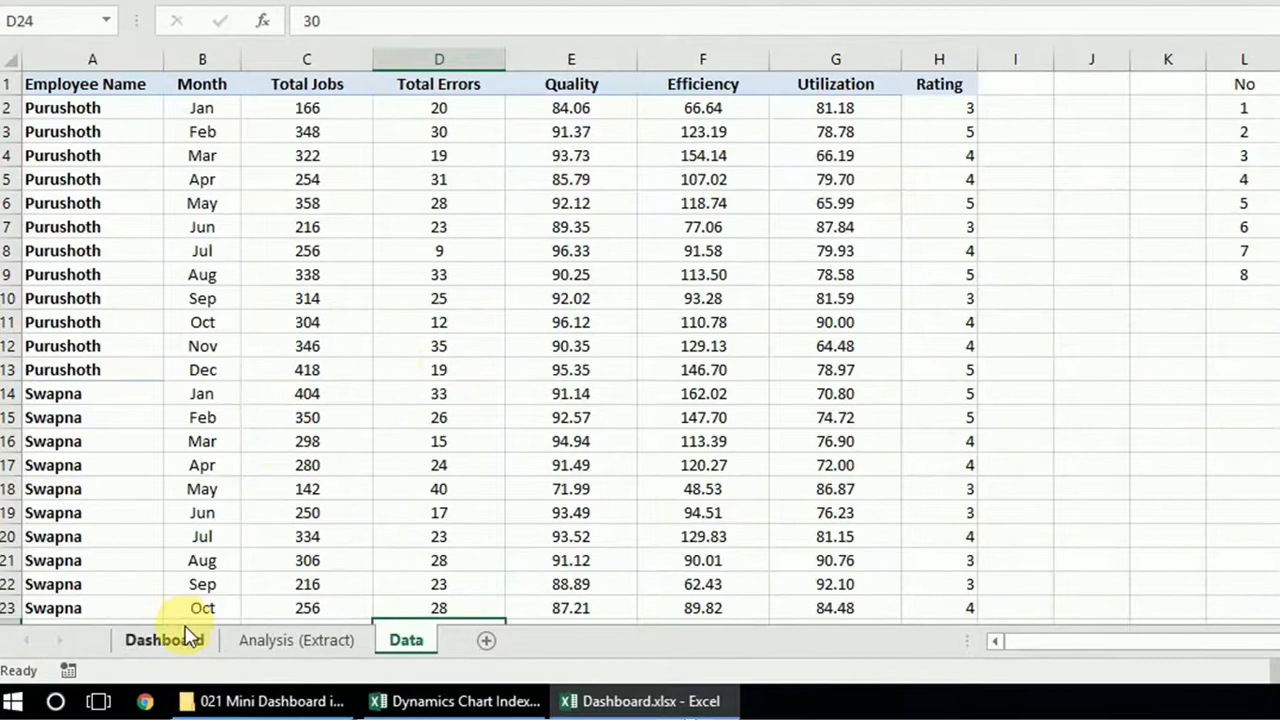 D24 fx 30
A B C D E F G H I J K L
1 Employee Name Month Total Jobs Total Errors Quality Efficiency Utilization Rating No
2 Purushoth Jan 166 20 84.06 66.64 81.18 3 1
3 Purushoth Feb 348 30 91.37 123.19 78.78 5 2
4 Purushoth Mar 322 19 93.73 154.14 66.19 4 3
5 Purushoth Apr 254 31 85.79 107.02 79.70 4 4
6 Purushoth May 358 28 92.12 118.74 65.99 5 5
7 Purushoth Jun 216 23 89.35 77.06 87.84 3 6
8 Purushoth Jul 256 9 96.33 91.58 79.93 4 7
9 Purushoth Aug 338 33 90.25 113.50 78.58 5 8
10 Purushoth Sep 314 25 92.02 93.28 81.59 3
11 Purushoth Oct 304 12 96.12 110.78 90.00 4
12 Purushoth Nov 346 35 90.35 129.13 64.48 4
13 Purushoth Dec 418 19 95.35 146.70 78.97 5
14 Swapna Jan 404 33 91.14 162.02 70.80 5
15 Swapna Feb 350 26 92.57 147.70 74.72 5
16 Swapna Mar 298 15 94.94 113.39 76.90 4
17 Swapna Apr 280 24 91.49 120.27 72.00 4
18 Swapna May 142 40 71.99 48.53 86.87 3
19 Swapna Jun 250 17 93.49 94.51 76.23 3
20 Swapna Jul 334 23 93.52 129.83 81.15 4
21 Swapna Aug 306 28 91.12 90.01 90.76 3
22 Swapna Sep 216 23 88.89 62.43 92.10 3
23 Swapna Oct 256 28 87.21 89.82 84.48 4
Dashboard Analysis (Extract) Data
Ready
021 Mini Dashboard i... Dynamics Chart Index... Dashboard.xlsx - Excel